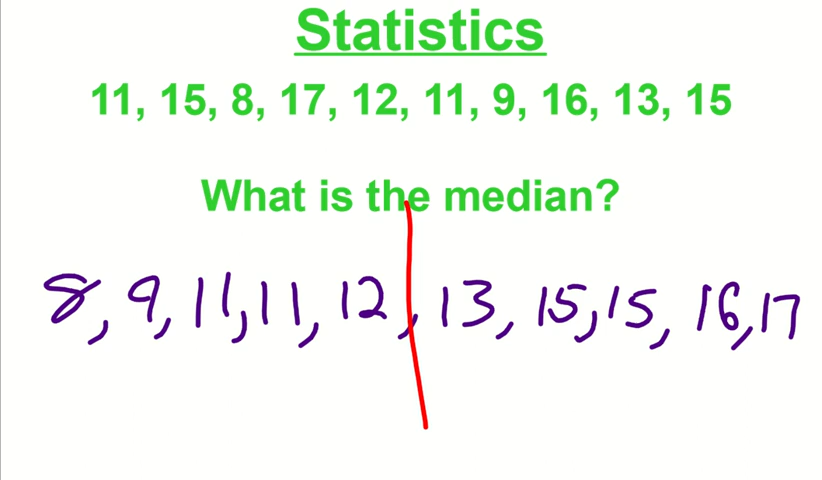 Statistics
11, 15, 8, 17, 12, 11, 9, 16, 13, 15
What is the median?
8, 9, 11, 11, 12, 13, 15, 15, 16, 17